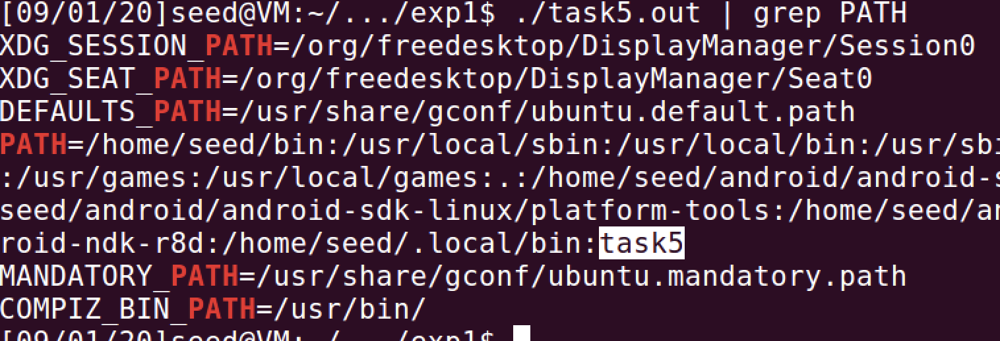 [09/01/20]seed@VM:~/.../exp1$ ./task5.out | grep PATH
XDG_SESSION_PATH=/org/freedesktop/DisplayManager/Session0
XDG_SEAT_PATH=/org/freedesktop/DisplayManager/Seat0
DEFAULTS_PATH=/usr/share/gconf/ubuntu.default.path
PATH=/home/seed/bin:/usr/local/sbin:/usr/local/bin:/usr/sbi
:/usr/games:/usr/local/games:.:/home/seed/android/android-s
seed/android/android-sdk-linux/platform-tools:/home/seed/an
roid-ndk-r8d:/home/seed/.local/bin:task5
MANDATORY_PATH=/usr/share/gconf/ubuntu.mandatory.path
COMPIZ_BIN_PATH=/usr/bin/
[09/01/20]seed@VM:~/.../exp1$